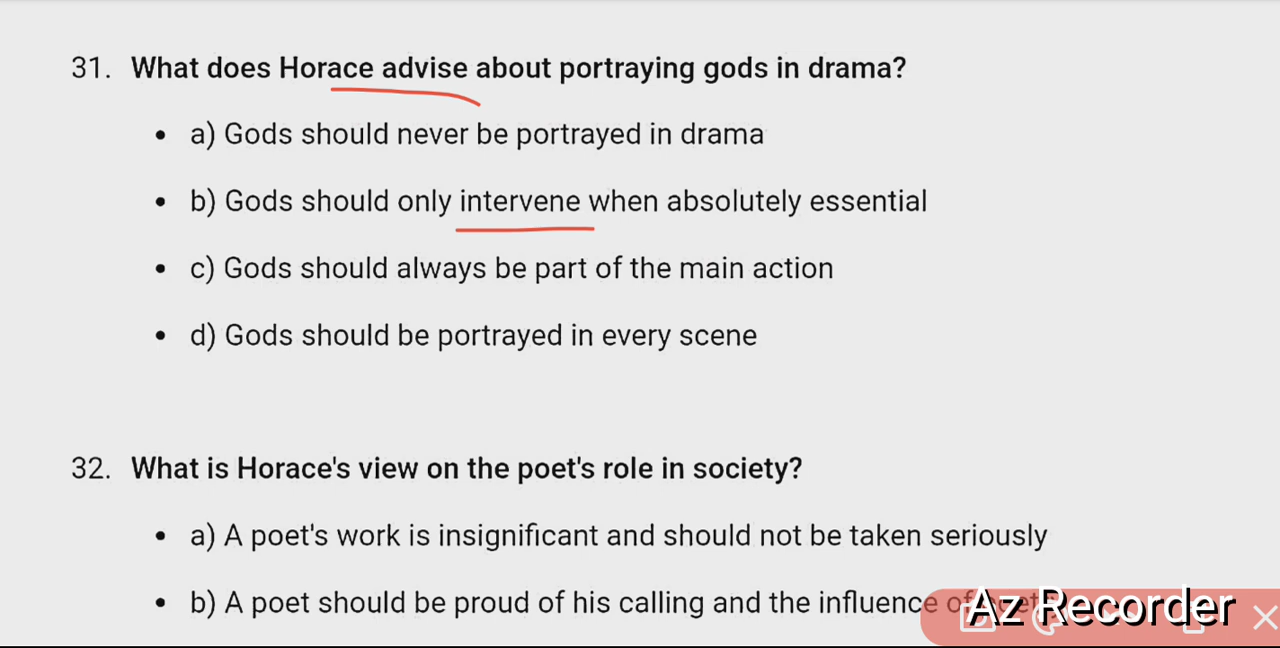 31. What does Horace advise about portraying gods in drama?
• a) Gods should never be portrayed in drama
• b) Gods should only intervene when absolutely essential
• c) Gods should always be part of the main action
• d) Gods should be portrayed in every scene
32. What is Horace's view on the poet's role in society?
• a) A poet's work is insignificant and should not be taken seriously
• b) A poet should be proud of his calling and the influence of
Az Recorder